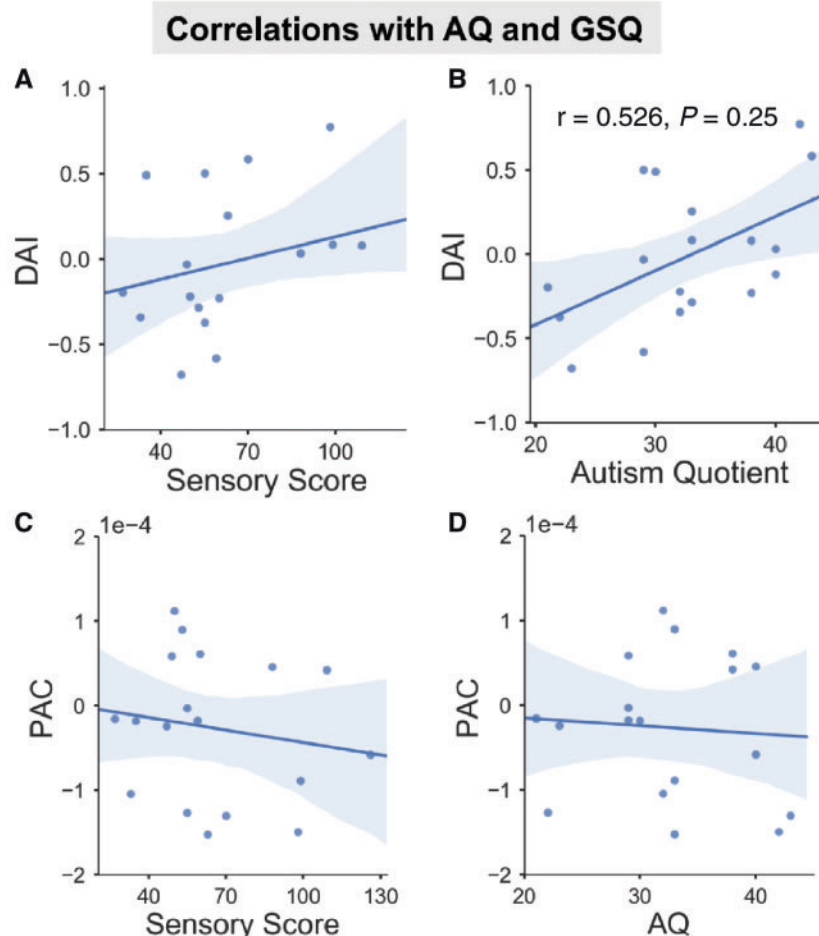 Correlations with AQ and GSQ
A
1.0
0.5
0.0
−0.5
−1.0
DAI
40 70 100
Sensory Score
B
r = 0.526, P = 0.25
1.0
0.5
0.0
−0.5
−1.0
DAI
20 30 40
Autism Quotient
C
1e−4
2
1
0
−1
−2
PAC
40 70 100 130
Sensory Score
D
1e−4
2
1
0
−1
−2
PAC
20 30 40
AQ